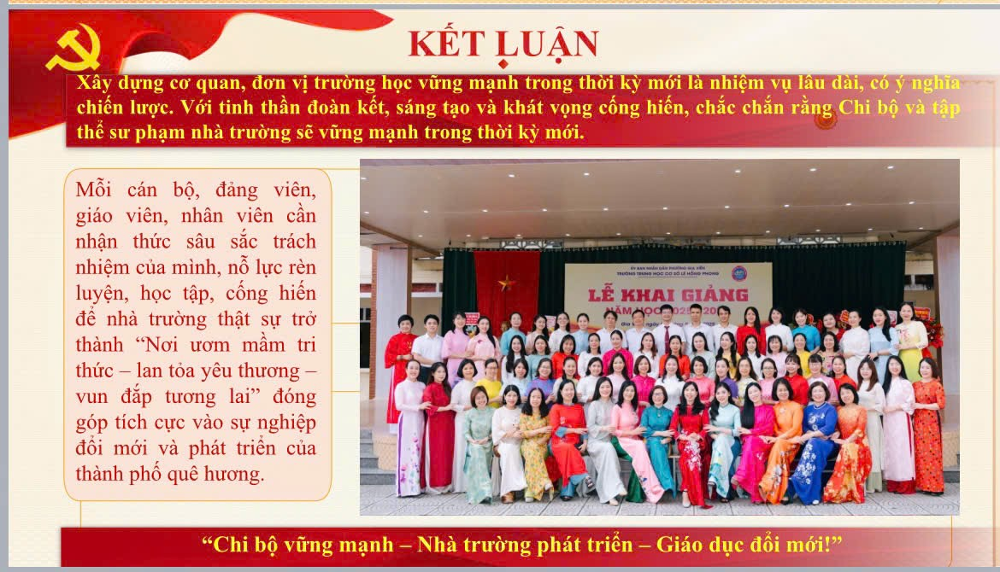 KẾT LUẬN
Xây dựng cơ quan, đơn vị trường học vững mạnh trong thời kỳ mới là nhiệm vụ lâu dài, có ý nghĩa
chiến lược. Với tinh thần đoàn kết, sáng tạo và khát vọng cống hiến, chắc chắn rằng Chi bộ và tập
thể sư phạm nhà trường sẽ vững mạnh trong thời kỳ mới.
Mỗi cán bộ, đảng viên,
giáo viên, nhân viên cần
nhận thức sâu sắc trách
nhiệm của mình, nỗ lực rèn
luyện, học tập, cống hiến
để nhà trường thật sự trở
thành “Nơi ươm mầm tri
thức – lan tỏa yêu thương –
vun đắp tương lai” đóng
góp tích cực vào sự nghiệp
đổi mới và phát triển của
thành phố quê hương.
ỦY BAN NHÂN DÂN PHƯỜNG GIA VIÊN
TRƯỜNG TRUNG HỌC CƠ SỞ LÊ HỒNG PHONG
LỄ KHAI GIẢNG
NĂM HỌC
“Chi bộ vững mạnh – Nhà trường phát triển – Giáo dục đổi mới!”